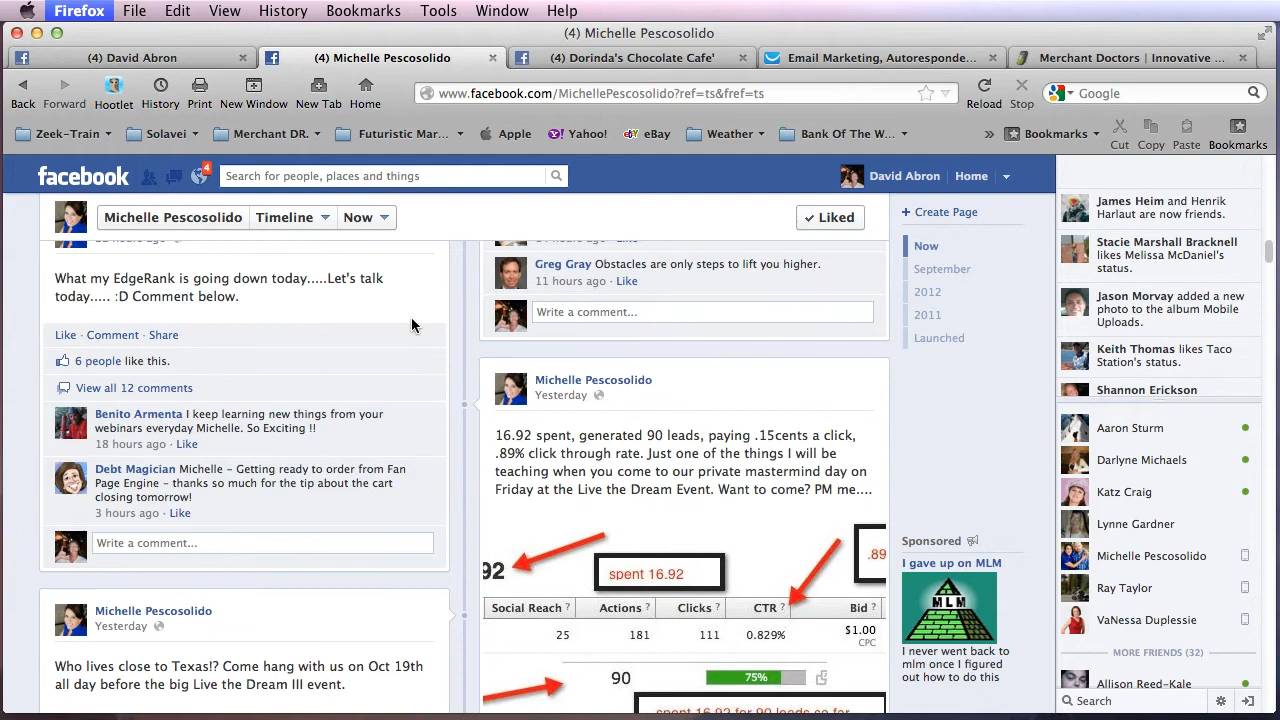 Firefox File Edit View History Bookmarks Tools Window Help
(4) Michelle Pescosolido
(4) David Abron
(4) Michelle Pescosolido
(4) Dorinda's Chocolate Cafe'
Email Marketing, Autoresponde...
Merchant Doctors | Innovative ...
Back Forward Hootlet History Print New Window New Tab Home
www.facebook.com/MichellePescosolido?ref=ts&fref=ts
Reload Stop
Google
Zeek-Train Solavei Merchant DR. Futuristic Mar... Apple Yahoo! eBay Weather Bank Of The W... » Bookmarks Cut Copy Paste Bookmarks
facebook
4
Search for people, places and things
David Abron Home
Michelle Pescosolido Timeline Now
Liked
What my EdgeRank is going down today.....Let's talk
today..... :D Comment below.
Like · Comment · Share
6 people like this.
View all 12 comments
Benito Armenta I keep learning new things from your
webinars everyday Michelle. So Exciting !!
18 hours ago · Like
Debt Magician Michelle - Getting ready to order from Fan
Page Engine - thanks so much for the tip about the cart
closing tomorrow!
3 hours ago · Like
Write a comment...
Michelle Pescosolido
Yesterday
Who lives close to Texas!? Come hang with us on Oct 19th
all day before the big Live the Dream III event.
Greg Gray Obstacles are only steps to lift you higher.
11 hours ago · Like
Write a comment...
Michelle Pescosolido
Yesterday
16.92 spent, generated 90 leads, paying .15cents a click,
.89% click through rate. Just one of the things I will be
teaching when you come to our private mastermind day on
Friday at the Live the Dream Event. Want to come? PM me....
92
spent 16.92
.89
Social Reach ? Actions ? Clicks ? CTR ? Bid ?
25 181 111 0.829% $1.00
CPC
90
75%
spent 16.92 for 90 leads so far
+ Create Page
Now
September
2012
2011
Launched
Sponsored
I gave up on MLM
MLM
I never went back to
mlm once I figured
out how to do this
James Heim and Henrik
Harlaut are now friends.
Stacie Marshall Bracknell
likes Melissa McDaniel's
status.
Jason Morvay added a new
photo to the album Mobile
Uploads.
Keith Thomas likes Taco
Station's status.
Shannon Erickson
Aaron Sturm
Darlyne Michaels
Katz Craig
Lynne Gardner
Michelle Pescosolido
Ray Taylor
VaNessa Duplessie
MORE FRIENDS (32)
Allison Reed-Kale
Search